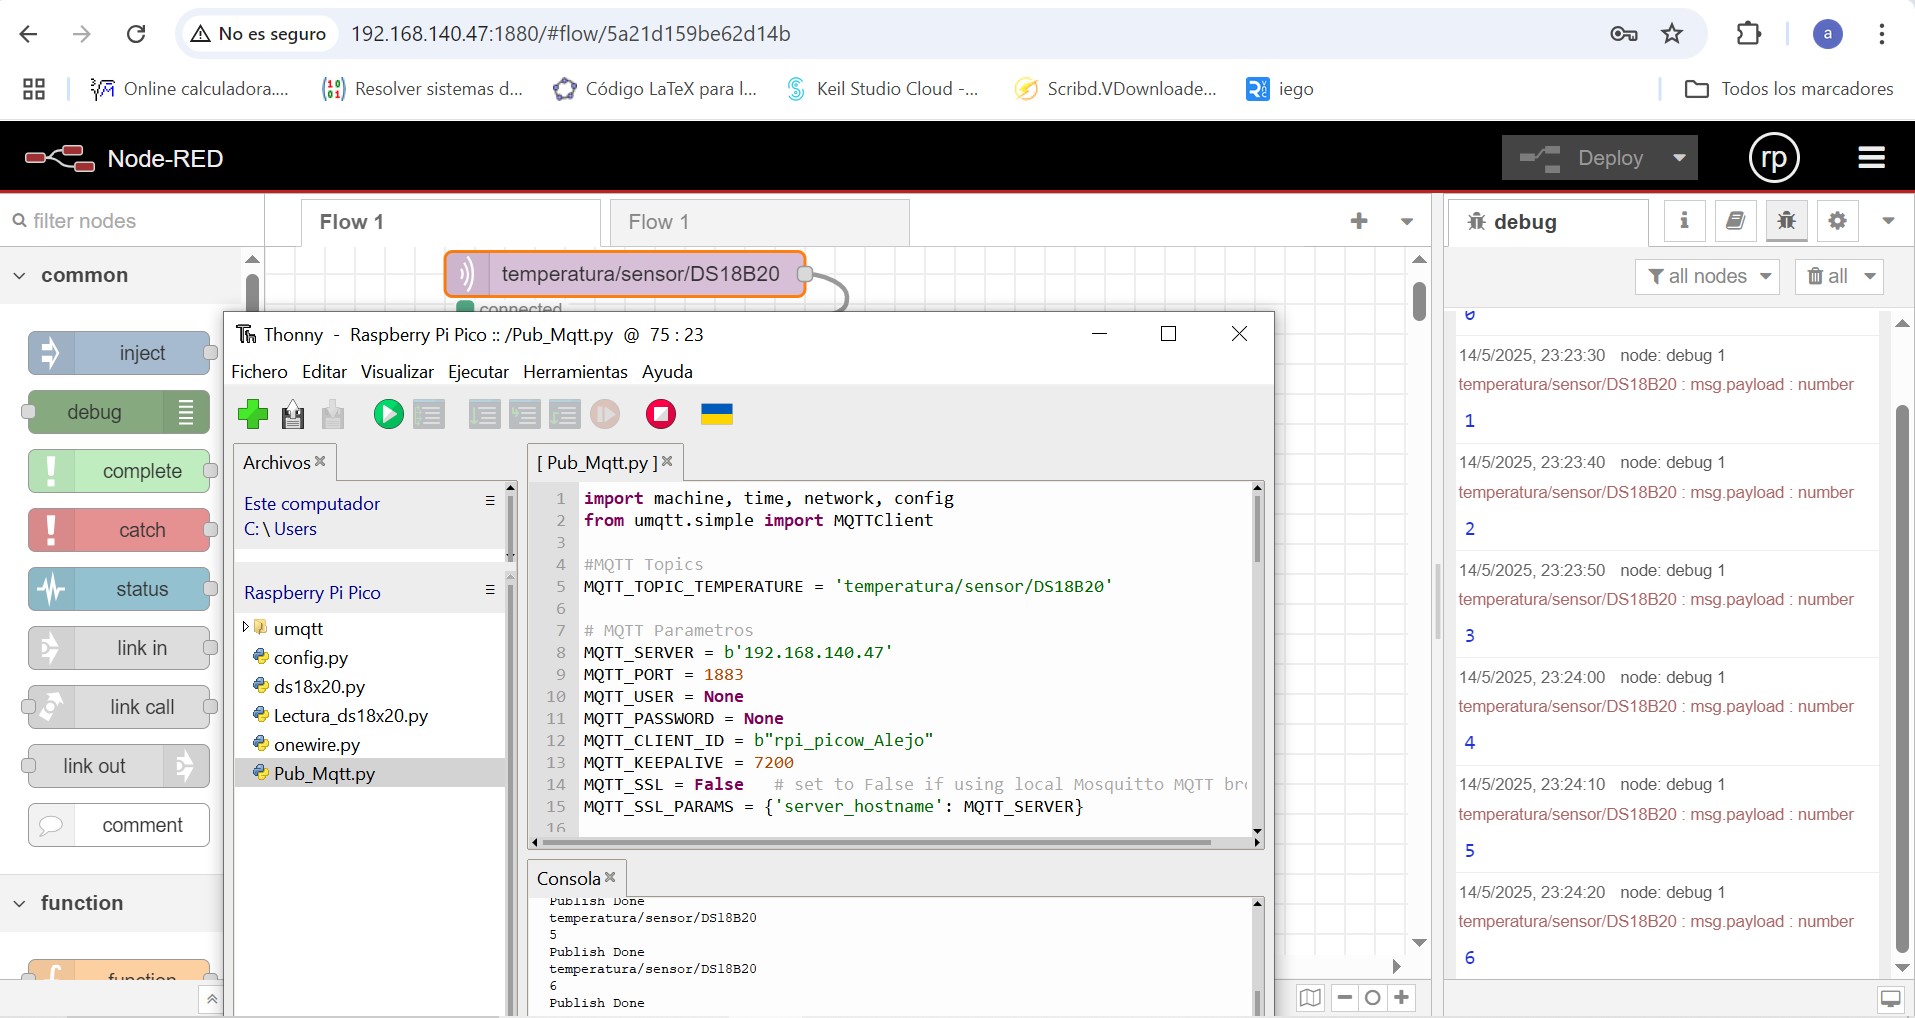 No es seguro
192.168.140.47:1880/#flow/5a21d159be62d14b
a
Online calculadora....
Resolver sistemas d...
Código LaTeX para l...
Keil Studio Cloud -...
Scribd.VDownloade...
iego
Todos los marcadores
Node-RED
Deploy
rp
filter nodes
Flow 1
Flow 1
debug
all nodes
all
common
inject
debug
complete
catch
status
link in
link call
link out
comment
function
function
temperatura/sensor/DS18B20
connected
Thonny - Raspberry Pi Pico :: /Pub_Mqtt.py @ 75 : 23
Fichero Editar Visualizar Ejecutar Herramientas Ayuda
Archivos
Este computador
C: \ Users
Raspberry Pi Pico
umqtt
config.py
ds18x20.py
Lectura_ds18x20.py
onewire.py
Pub_Mqtt.py
[ Pub_Mqtt.py ]
1 import machine, time, network, config
2 from umqtt.simple import MQTTClient
3
4 #MQTT Topics
5 MQTT_TOPIC_TEMPERATURE = 'temperatura/sensor/DS18B20'
6
7 # MQTT Parametros
8 MQTT_SERVER = b'192.168.140.47'
9 MQTT_PORT = 1883
10 MQTT_USER = None
11 MQTT_PASSWORD = None
12 MQTT_CLIENT_ID = b"rpi_picow_Alejo"
13 MQTT_KEEPALIVE = 7200
14 MQTT_SSL = False # set to False if using local Mosquitto MQTT br
15 MQTT_SSL_PARAMS = {'server_hostname': MQTT_SERVER}
16
Consola
Publish Done
temperatura/sensor/DS18B20
5
Publish Done
temperatura/sensor/DS18B20
6
Publish Done
0
14/5/2025, 23:23:30 node: debug 1
temperatura/sensor/DS18B20 : msg.payload : number
1
14/5/2025, 23:23:40 node: debug 1
temperatura/sensor/DS18B20 : msg.payload : number
2
14/5/2025, 23:23:50 node: debug 1
temperatura/sensor/DS18B20 : msg.payload : number
3
14/5/2025, 23:24:00 node: debug 1
temperatura/sensor/DS18B20 : msg.payload : number
4
14/5/2025, 23:24:10 node: debug 1
temperatura/sensor/DS18B20 : msg.payload : number
5
14/5/2025, 23:24:20 node: debug 1
temperatura/sensor/DS18B20 : msg.payload : number
6